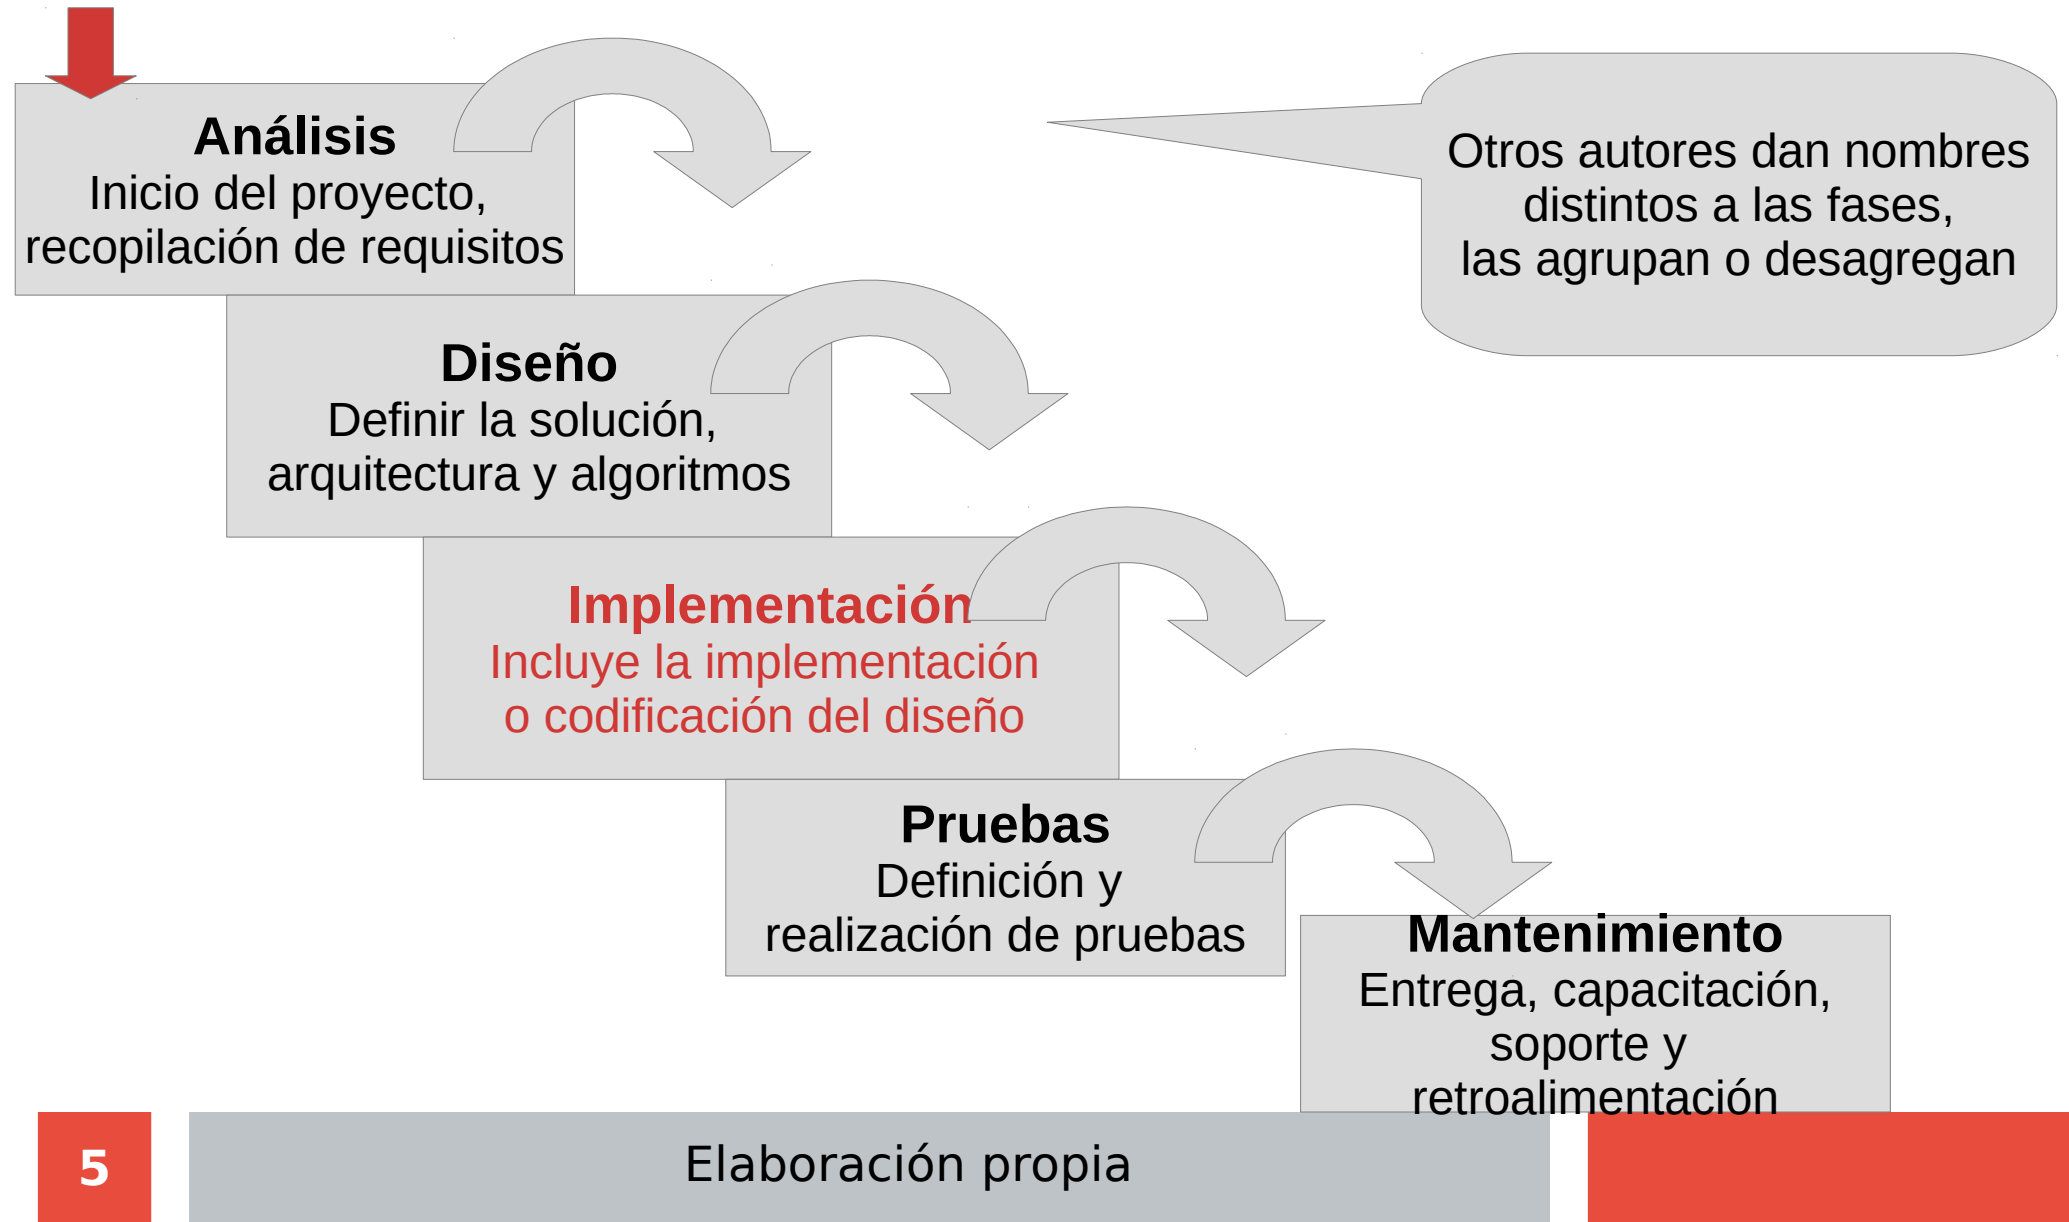 Análisis
Inicio del proyecto,
recopilación de requisitos
Otros autores dan nombres
distintos a las fases,
las agrupan o desagregan
Diseño
Definir la solución,
arquitectura y algoritmos
Implementación
Incluye la implementación
o codificación del diseño
Pruebas
Definición y
realización de pruebas
Mantenimiento
Entrega, capacitación,
soporte y
retroalimentación
5
Elaboración propia